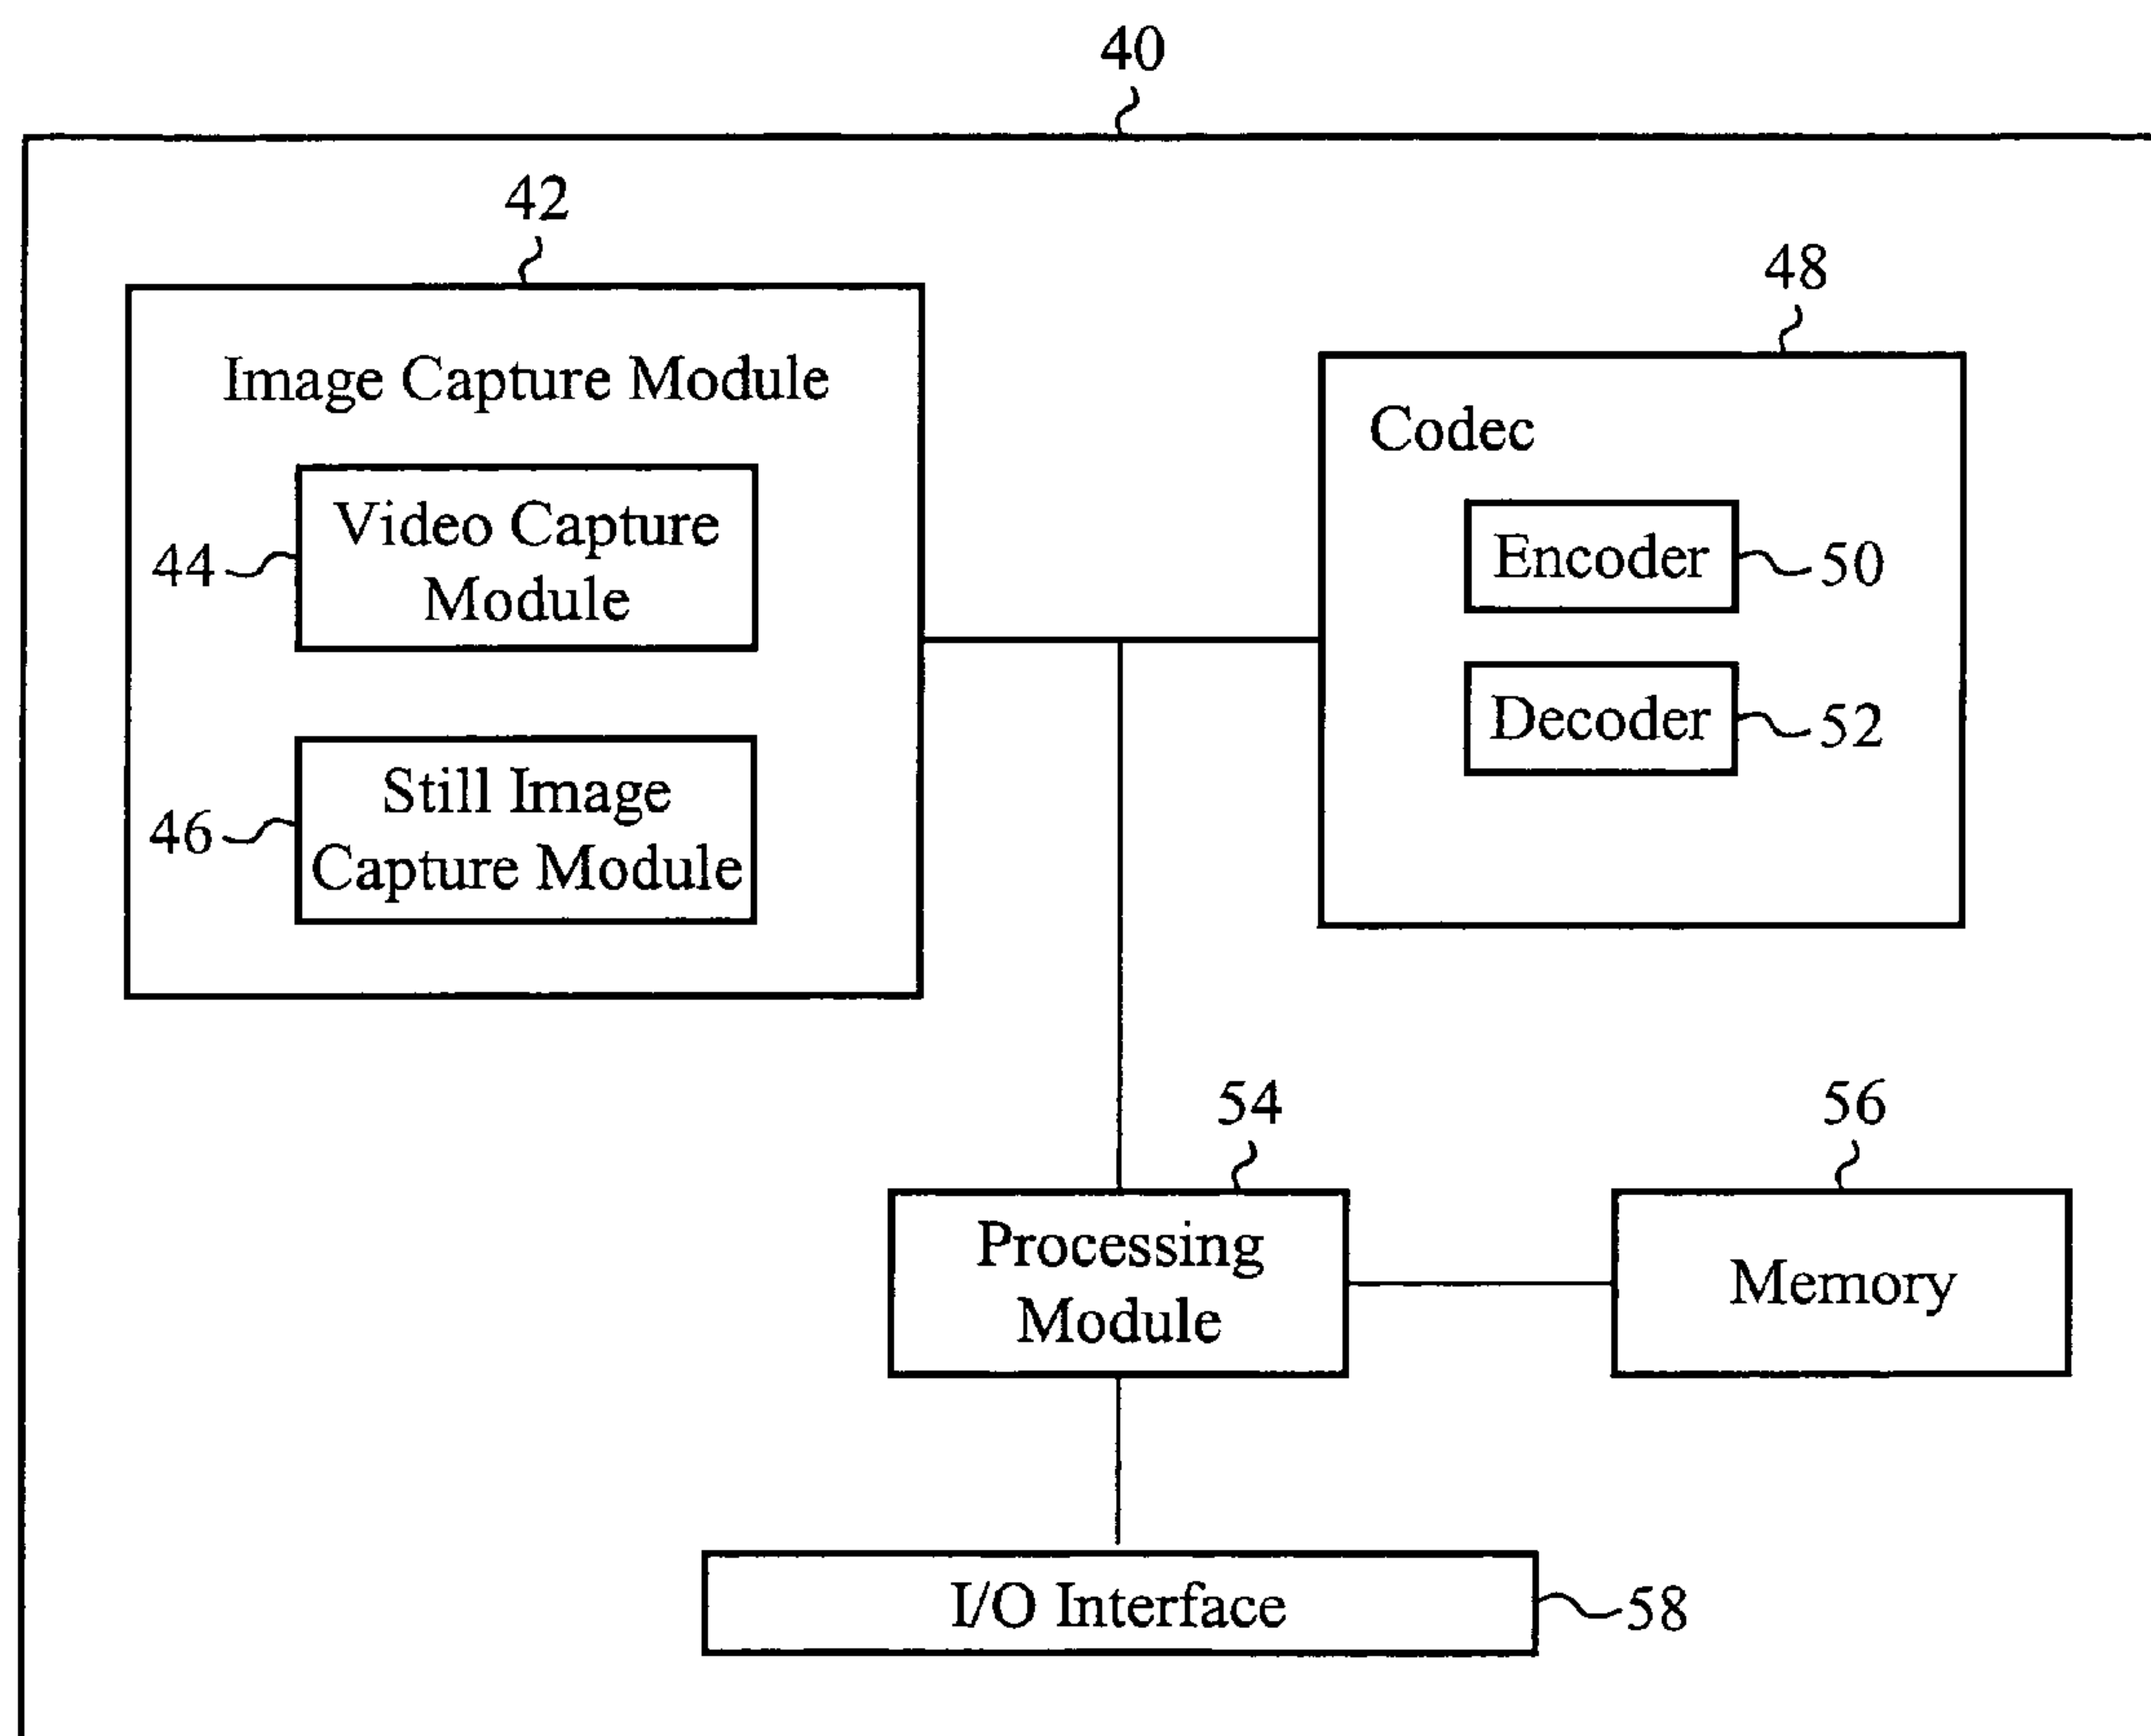 40
42
48
Image Capture Module
Codec
Video Capture
Module
44
Encoder
50
Decoder
52
Still Image
Capture Module
46
54
56
Processing
Module
Memory
I/O Interface
58